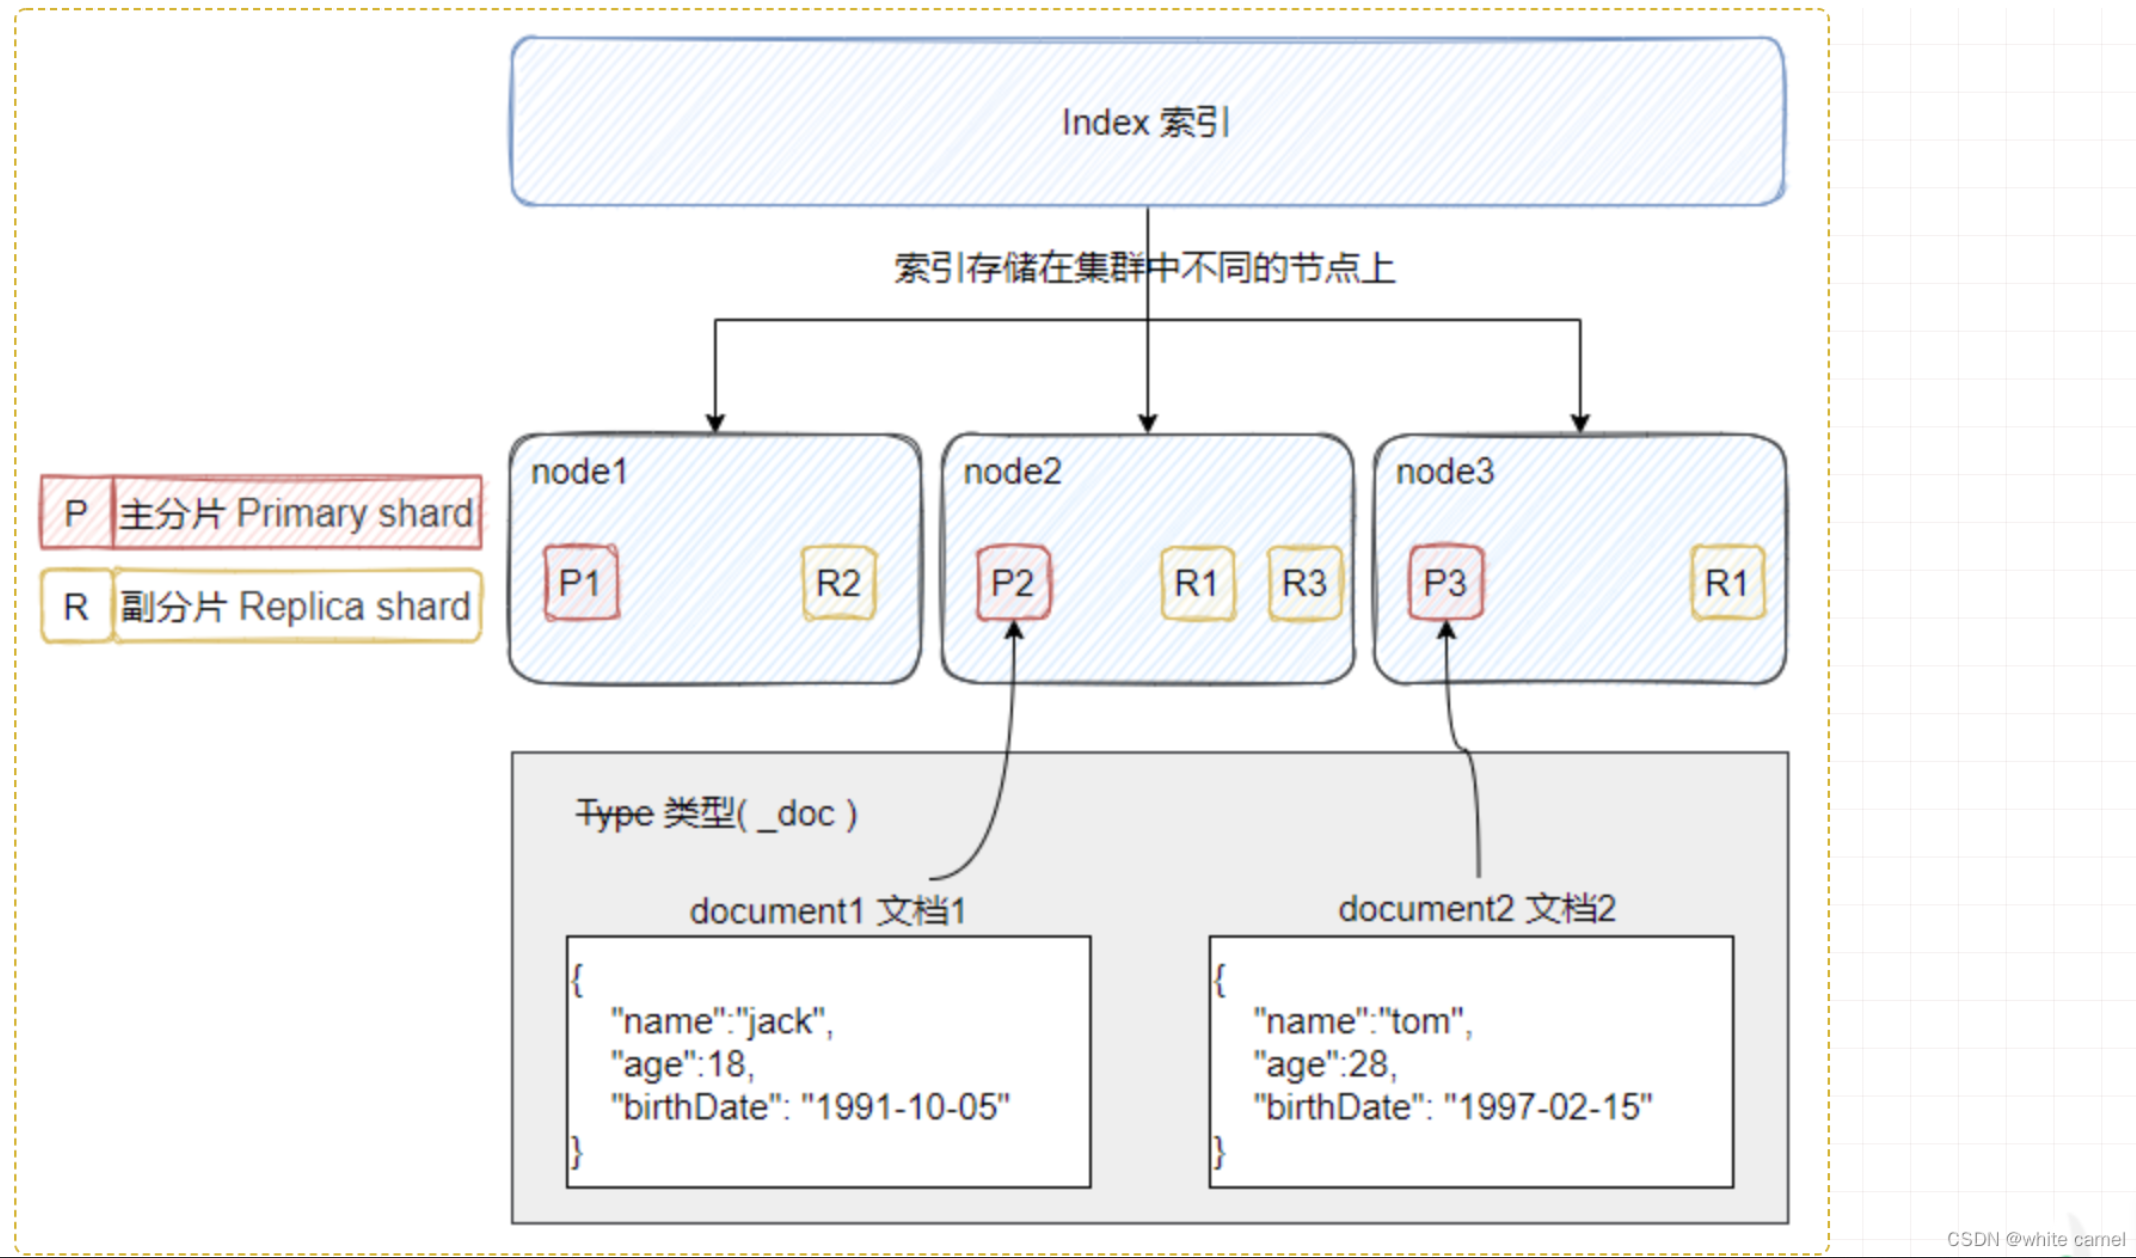 Index 索引
索引存储在集群中不同的节点上
P 主分片 Primary shard
R 副分片 Replica shard
node1
P1 R2
node2
P2 R1 R3
node3
P3 R1
Type 类型( _doc )
document1 文档1
{
"name":"jack",
"age":18,
"birthDate": "1991-10-05"
}
document2 文档2
{
"name":"tom",
"age":28,
"birthDate": "1997-02-15"
}
CSDN @white camel